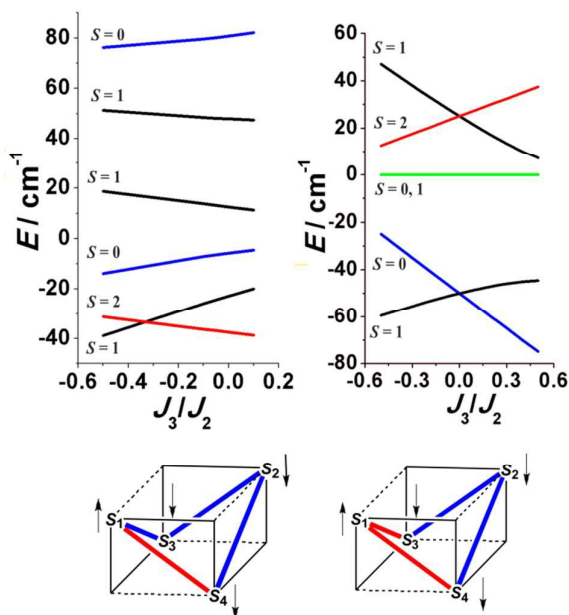 80
60
40
20
0
-20
-40
E / cm⁻¹
S = 0
S = 1
S = 1
S = 0
S = 2
S = 1
-0.6 -0.4 -0.2 0.0 0.2
J₃/J₂
60
40
20
0
-20
-40
-60
-80
E / cm⁻¹
S = 1
S = 2
S = 0, 1
S = 0
S = 1
-0.6 -0.3 0.0 0.3 0.6
J₃/J₂
S₂
S₁
S₃
S₄
S₂
S₁
S₃
S₄